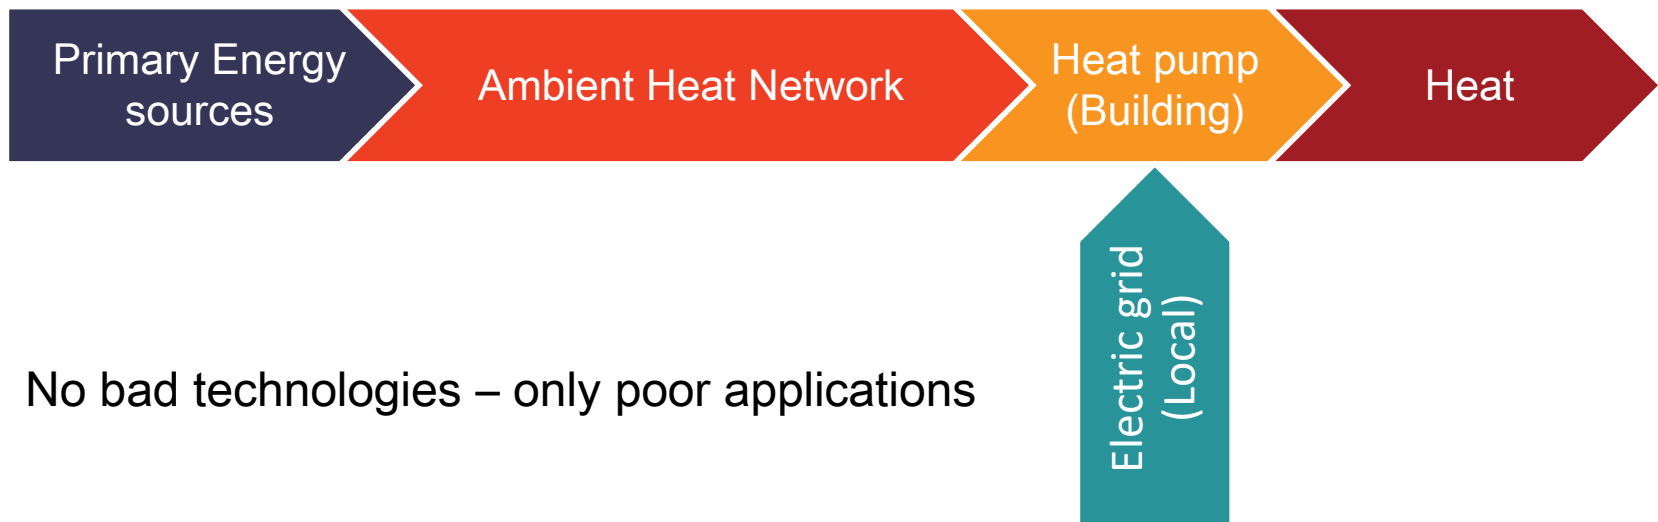 Primary Energy
sources
Ambient Heat Network
Heat pump
(Building)
Heat
Electric grid
(Local)
No bad technologies – only poor applications